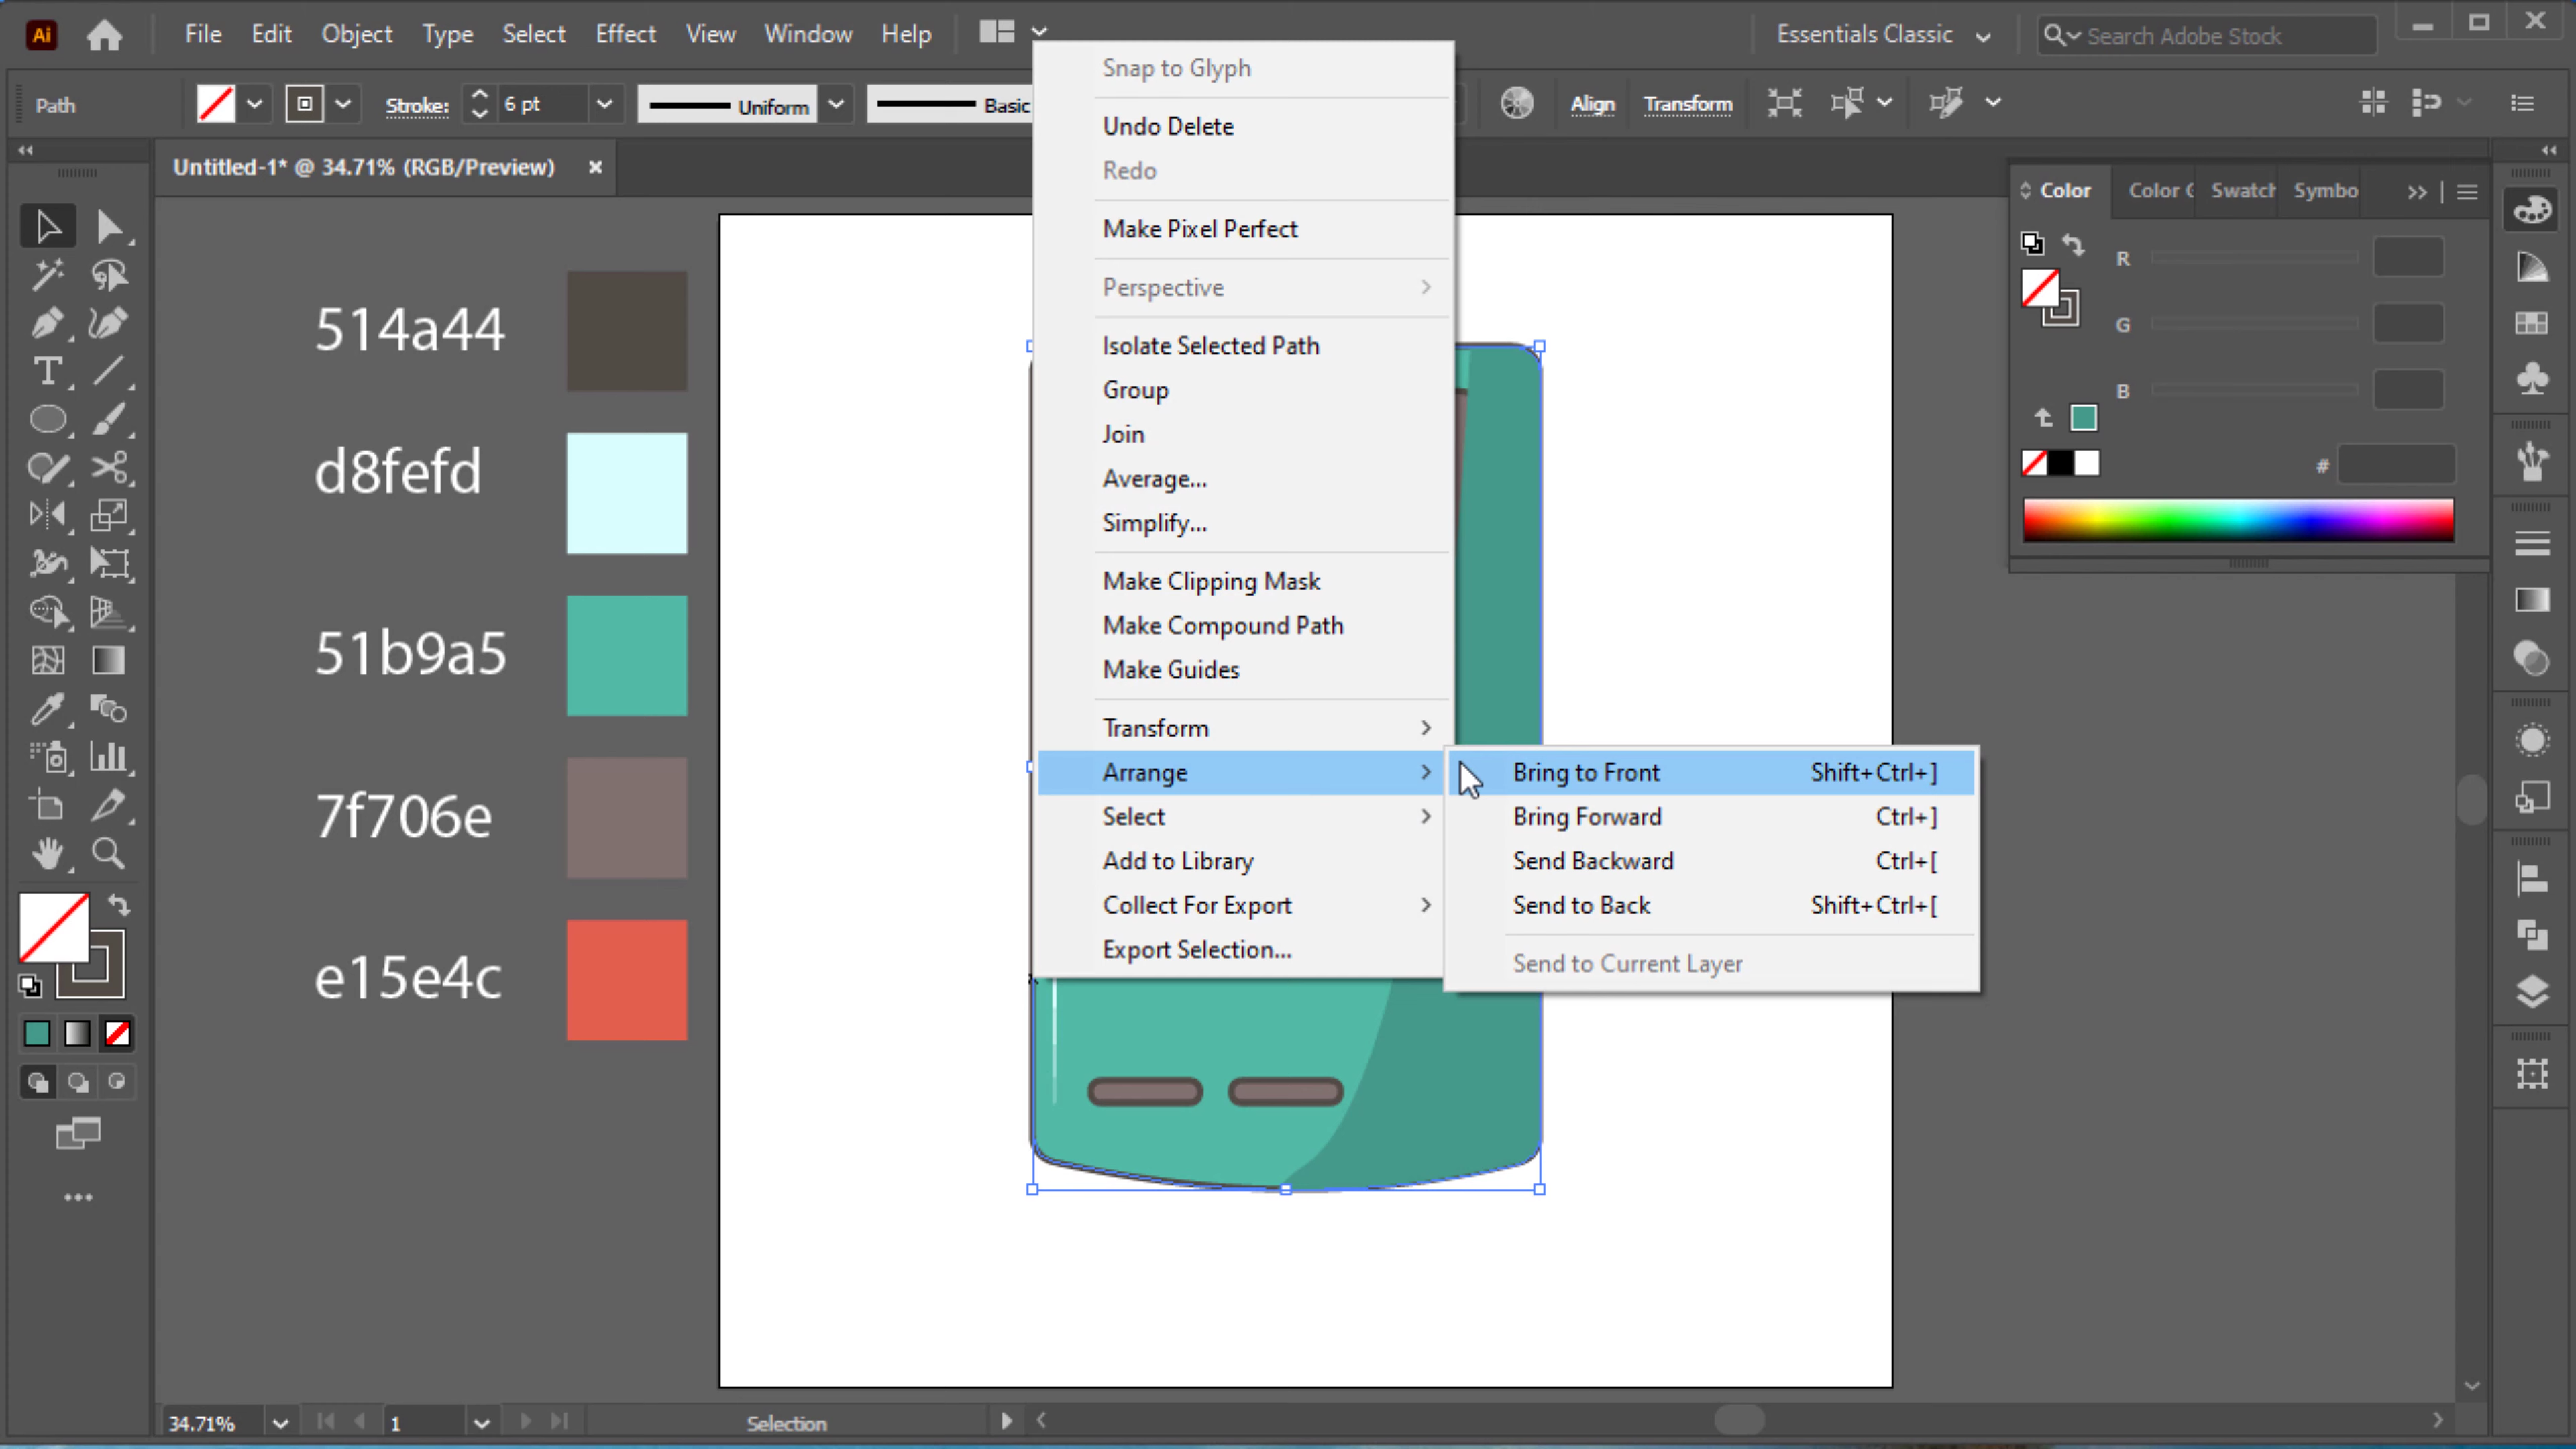 Ai File Edit Object Type Select Effect View Window Help Essentials Classic Search Adobe Stock
Path Stroke: 6 pt Uniform Basic Align Transform
Untitled-1* @ 34.71% (RGB/Preview)
Snap to Glyph
Undo Delete
Redo
Make Pixel Perfect
Perspective
Isolate Selected Path
Group
Join
Average...
Simplify...
Make Clipping Mask
Make Compound Path
Make Guides
Transform
Arrange
Select
Add to Library
Collect For Export
Export Selection...
Bring to Front Shift+Ctrl+]
Bring Forward Ctrl+]
Send Backward Ctrl+[
Send to Back Shift+Ctrl+[
Send to Current Layer
514a44
d8fefd
51b9a5
7f706e
e15e4c
Color Color Swatch Symbo
R
G
B
#
34.71% 1 Selection